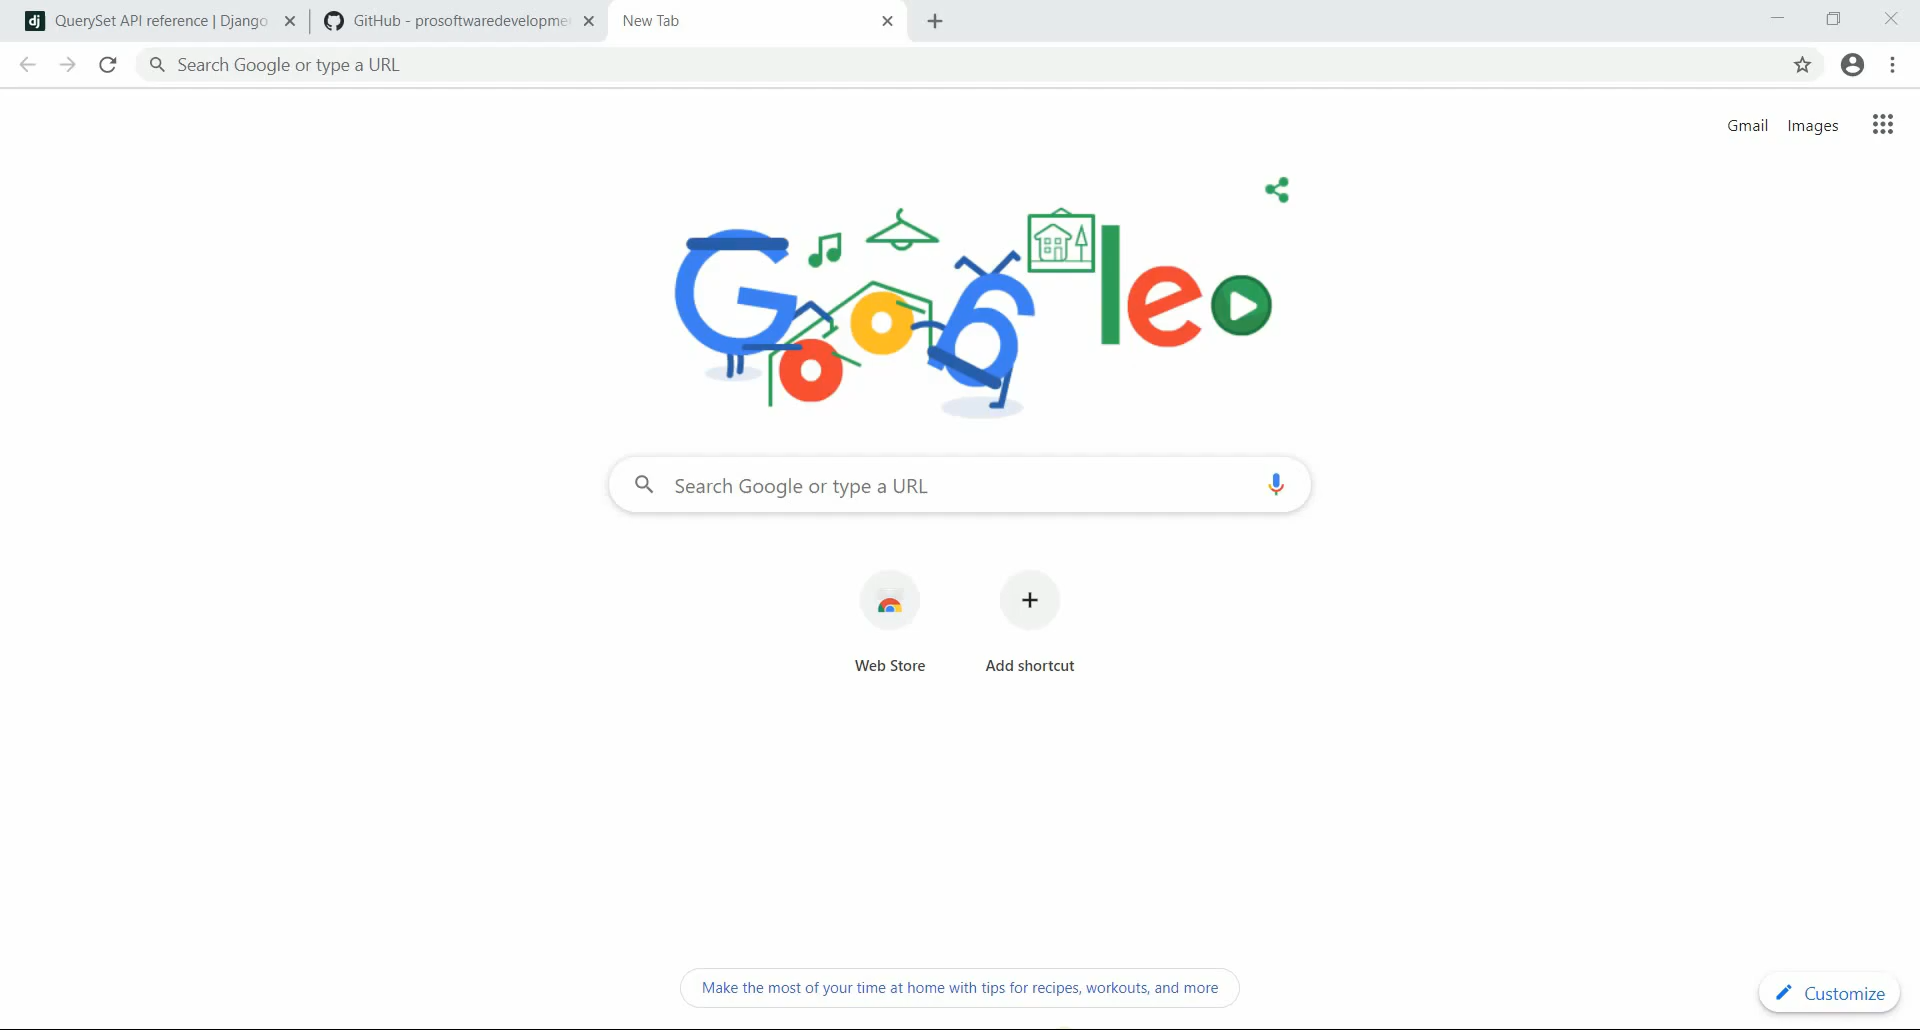 dj QuerySet API reference | Django
GitHub - prosoftwaredevelopme
New Tab
Search Google or type a URL
Gmail Images
Google
Search Google or type a URL
Web Store
Add shortcut
Make the most of your time at home with tips for recipes, workouts, and more
Customize